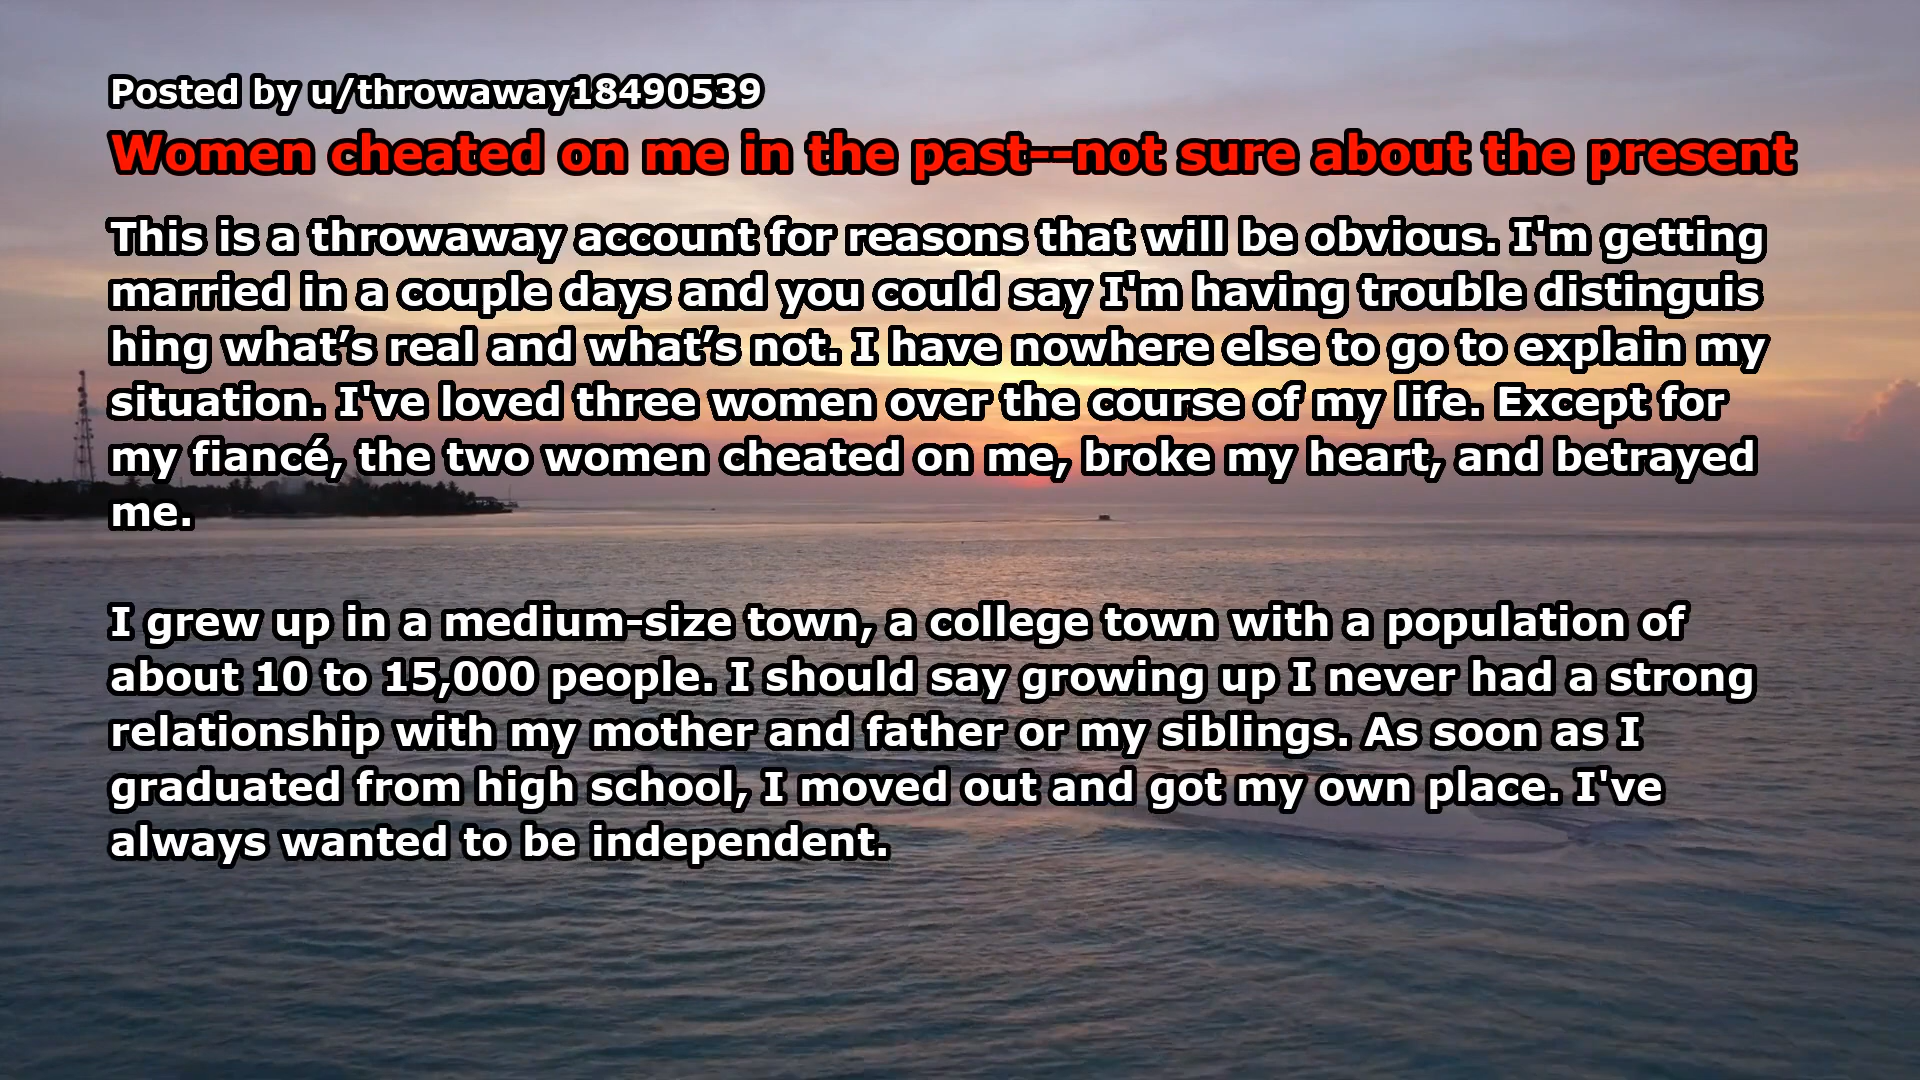 Posted by u/throwaway18490539
Women cheated on me in the past--not sure about the present
This is a throwaway account for reasons that will be obvious. I'm getting
married in a couple days and you could say I'm having trouble distinguis
hing what’s real and what’s not. I have nowhere else to go to explain my
situation. I've loved three women over the course of my life. Except for
my fiancé, the two women cheated on me, broke my heart, and betrayed
me.
I grew up in a medium-size town, a college town with a population of
about 10 to 15,000 people. I should say growing up I never had a strong
relationship with my mother and father or my siblings. As soon as I
graduated from high school, I moved out and got my own place. I've
always wanted to be independent.